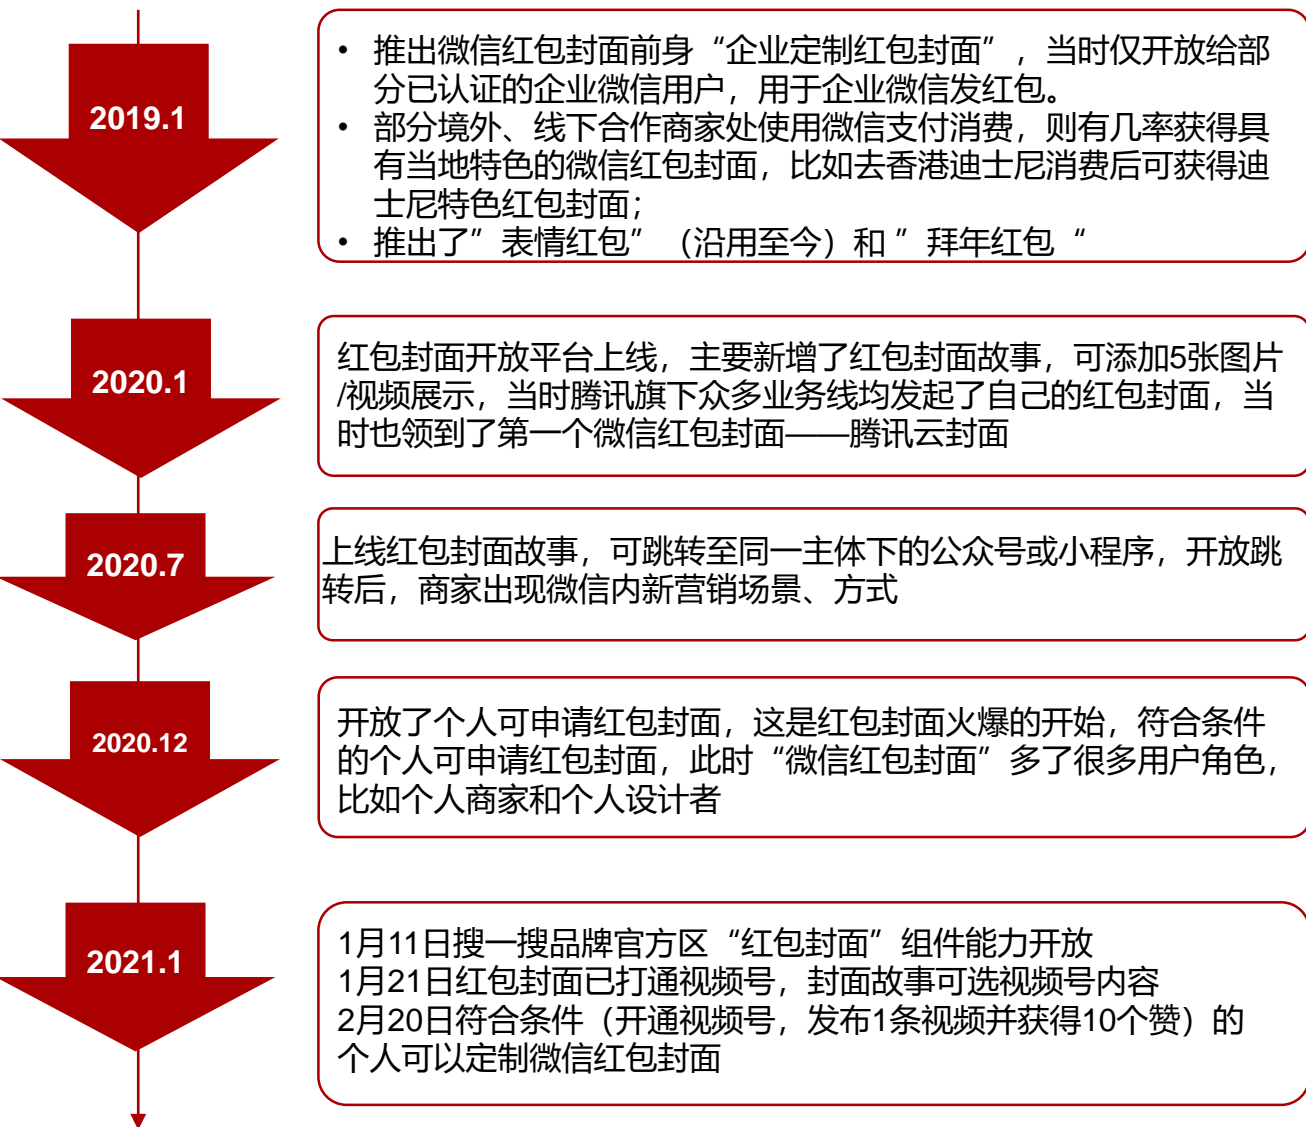 2019.1
• 推出微信红包封面前身“企业定制红包封面”，当时仅开放给部
分已认证的企业微信用户，用于企业微信发红包。
• 部分境外、线下合作商家处使用微信支付消费，则有几率获得具
有当地特色的微信红包封面，比如去香港迪士尼消费后可获得迪
士尼特色红包封面；
• 推出了”表情红包”（沿用至今）和 ”拜年红包“
2020.1
红包封面开放平台上线，主要新增了红包封面故事，可添加5张图片
/视频展示，当时腾讯旗下众多业务线均发起了自己的红包封面，当
时也领到了第一个微信红包封面——腾讯云封面
2020.7
上线红包封面故事，可跳转至同一主体下的公众号或小程序，开放跳
转后，商家出现微信内新营销场景、方式
2020.12
开放了个人可申请红包封面，这是红包封面火爆的开始，符合条件
的个人可申请红包封面，此时“微信红包封面”多了很多用户角色，
比如个人商家和个人设计者
2021.1
1月11日搜一搜品牌官方区“红包封面”组件能力开放
1月21日红包封面已打通视频号，封面故事可选视频号内容
2月20日符合条件（开通视频号，发布1条视频并获得10个赞）的
个人可以定制微信红包封面